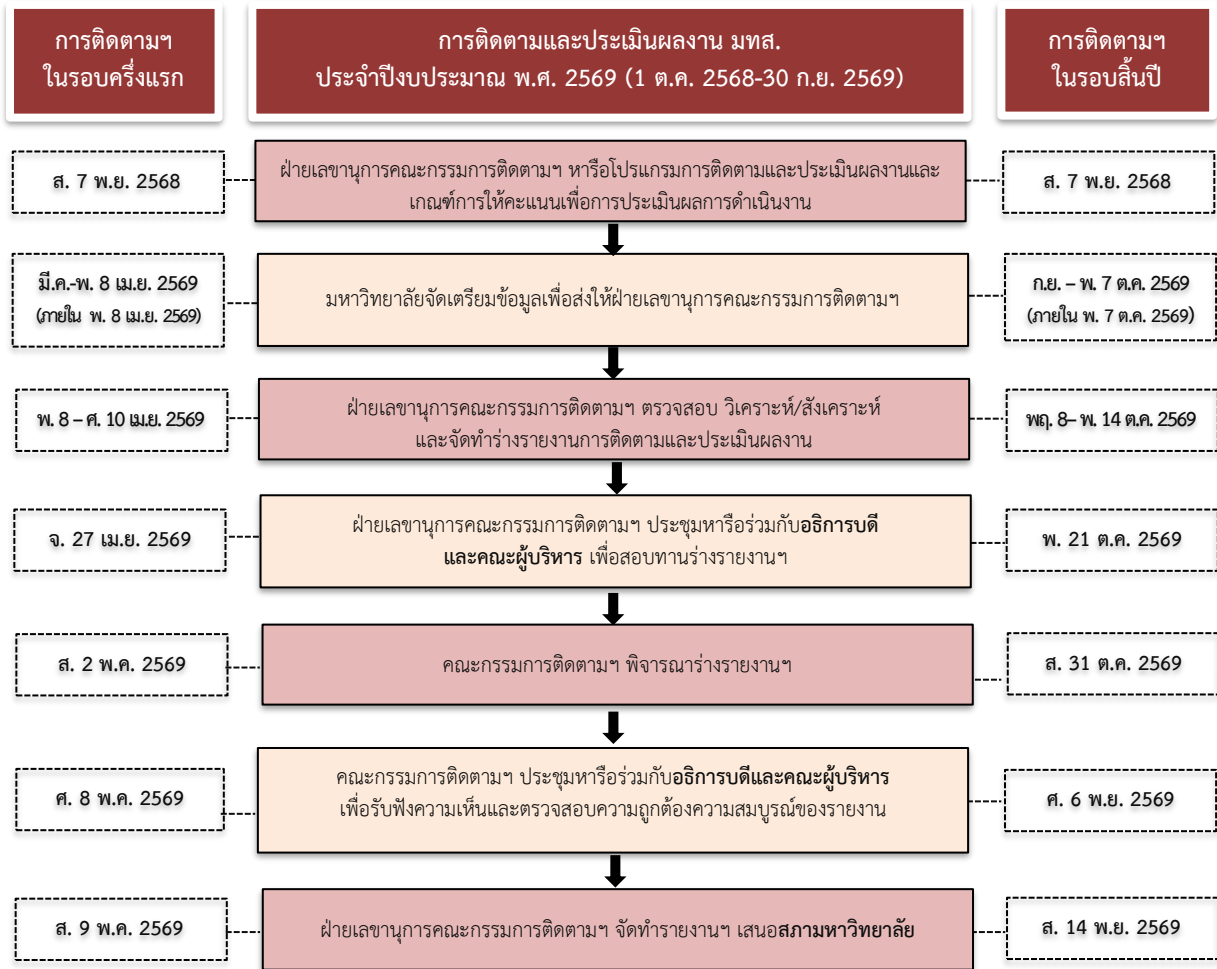 การติดตามฯ
ในรอบครึ่งแรก
การติดตามและประเมินผลงาน มทส.
ประจำปีงบประมาณ พ.ศ. 2569 (1 ต.ค. 2568-30 ก.ย. 2569)
การติดตามฯ
ในรอบสิ้นปี
ส. 7 พ.ย. 2568
ฝ่ายเลขานุการคณะกรรมการติดตามฯ หารือโปรแกรมการติดตามและประเมินผลงานและ
เกณฑ์การให้คะแนนเพื่อการประเมินผลการดำเนินงาน
ส. 7 พ.ย. 2568
มี.ค.-พ. 8 เม.ย. 2569
(ภายใน พ. 8 เม.ย. 2569)
มหาวิทยาลัยจัดเตรียมข้อมูลเพื่อส่งให้ฝ่ายเลขานุการคณะกรรมการติดตามฯ
ก.ย. – พ. 7 ต.ค. 2569
(ภายใน พ. 7 ต.ค. 2569)
พ. 8 – ศ. 10 เม.ย. 2569
ฝ่ายเลขานุการคณะกรรมการติดตามฯ ตรวจสอบ วิเคราะห์/สังเคราะห์
และจัดทำร่างรายงานการติดตามและประเมินผลงาน
พฤ. 8– พ. 14 ต.ค. 2569
จ. 27 เม.ย. 2569
ฝ่ายเลขานุการคณะกรรมการติดตามฯ ประชุมหารือร่วมกับอธิการบดี
และคณะผู้บริหาร เพื่อสอบทานร่างรายงานฯ
พ. 21 ต.ค. 2569
ส. 2 พ.ค. 2569
คณะกรรมการติดตามฯ พิจารณาร่างรายงานฯ
ส. 31 ต.ค. 2569
ศ. 8 พ.ค. 2569
คณะกรรมการติดตามฯ ประชุมหารือร่วมกับอธิการบดีและคณะผู้บริหาร
เพื่อรับฟังความเห็นและตรวจสอบความถูกต้องความสมบูรณ์ของรายงาน
ศ. 6 พ.ย. 2569
ส. 9 พ.ค. 2569
ฝ่ายเลขานุการคณะกรรมการติดตามฯ จัดทำรายงานฯ เสนอสภามหาวิทยาลัย
ส. 14 พ.ย. 2569